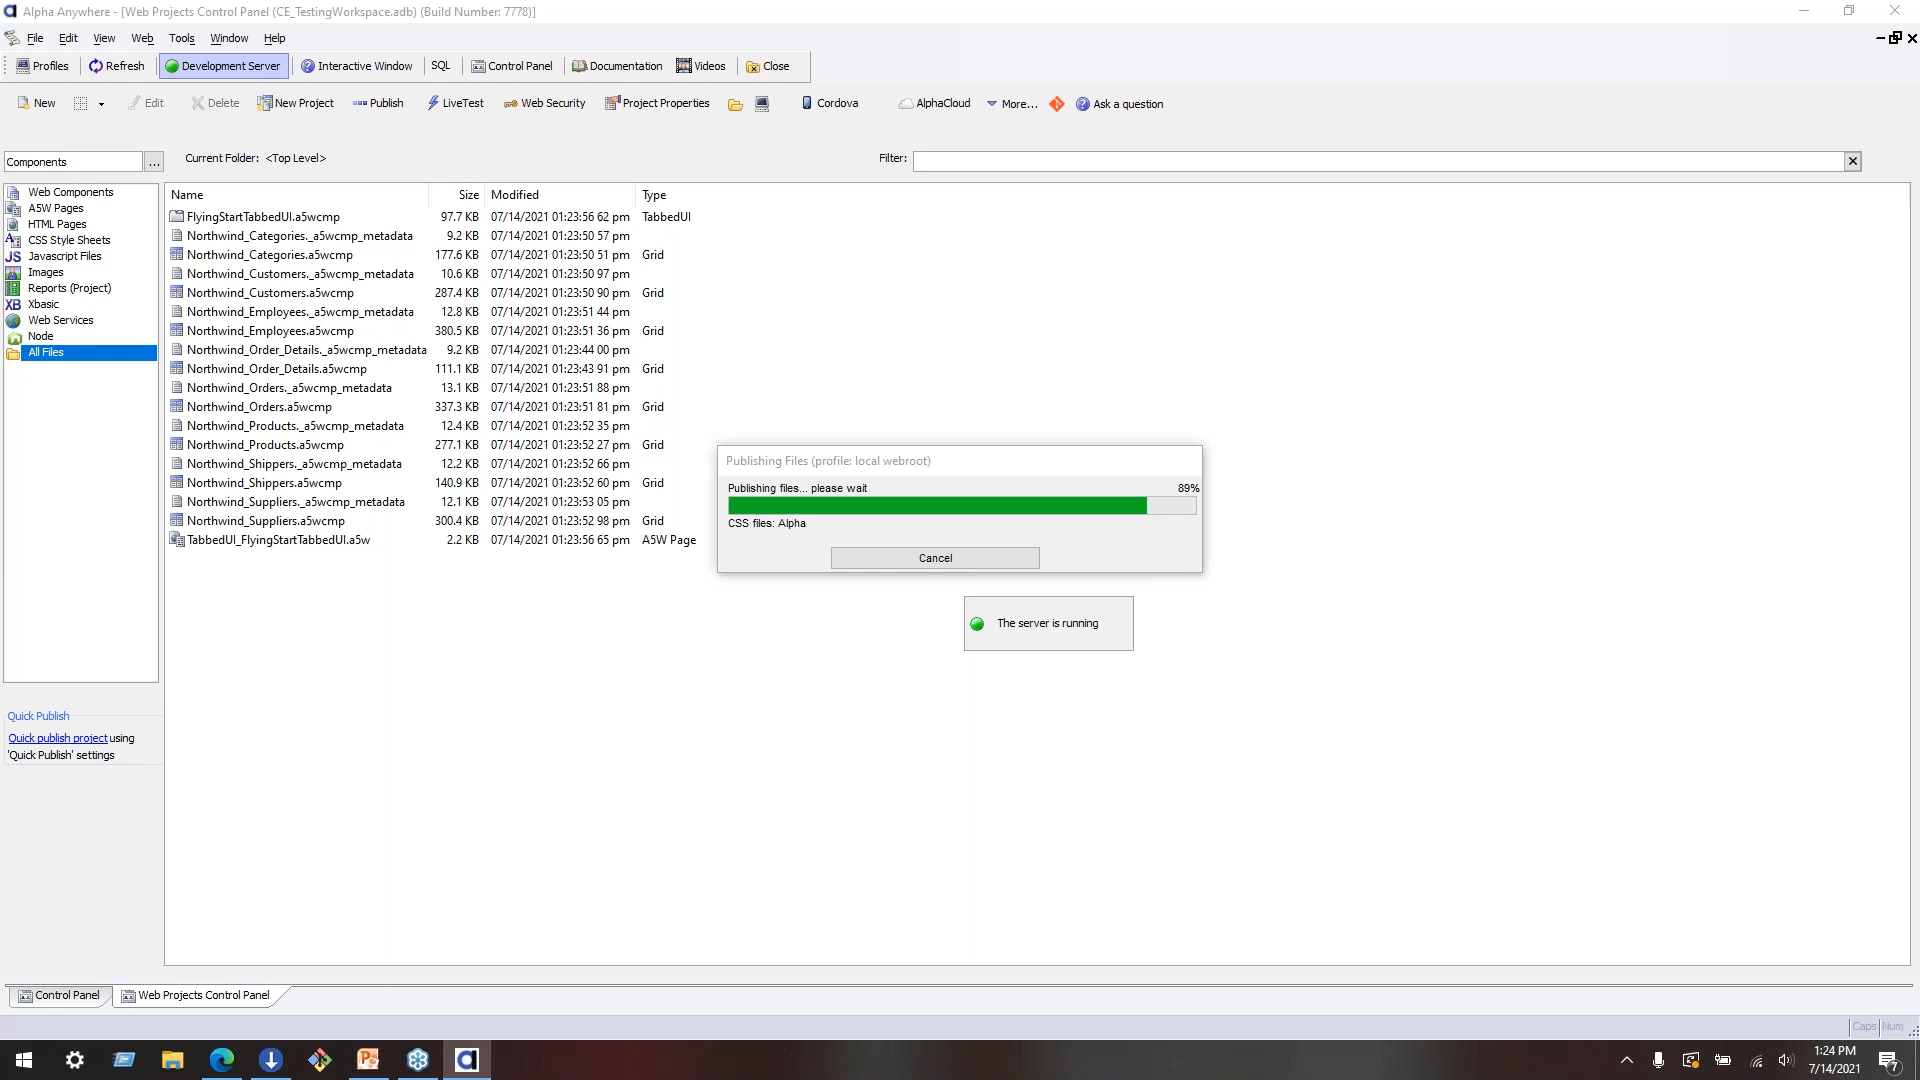 Alpha Anywhere - [Web Projects Control Panel (CE_TestingWorkspace.adb) (Build Number: 7778)]
File Edit View Web Tools Window Help
Profiles Refresh Development Server Interactive Window SQL Control Panel Documentation Videos Close
New Edit Delete New Project Publish LiveTest Web Security Project Properties Cordova AlphaCloud More... Ask a question
Components ... Current Folder: <Top Level> Filter:
Web Components
A5W Pages
HTML Pages
CSS Style Sheets
JS Javascript Files
Images
Reports (Project)
XB Xbasic
Web Services
Node
All Files
Name Size Modified Type
FlyingStartTabbedUI.a5wcmp 97.7 KB 07/14/2021 01:23:56 62 pm TabbedUI
Northwind_Categories._a5wcmp_metadata 9.2 KB 07/14/2021 01:23:50 57 pm
Northwind_Categories.a5wcmp 177.6 KB 07/14/2021 01:23:50 51 pm Grid
Northwind_Customers._a5wcmp_metadata 10.6 KB 07/14/2021 01:23:50 97 pm
Northwind_Customers.a5wcmp 287.4 KB 07/14/2021 01:23:50 90 pm Grid
Northwind_Employees._a5wcmp_metadata 12.8 KB 07/14/2021 01:23:51 44 pm
Northwind_Employees.a5wcmp 380.5 KB 07/14/2021 01:23:51 36 pm Grid
Northwind_Order_Details._a5wcmp_metadata 9.2 KB 07/14/2021 01:23:44 00 pm
Northwind_Order_Details.a5wcmp 111.1 KB 07/14/2021 01:23:43 91 pm Grid
Northwind_Orders._a5wcmp_metadata 13.1 KB 07/14/2021 01:23:51 88 pm
Northwind_Orders.a5wcmp 337.3 KB 07/14/2021 01:23:51 81 pm Grid
Northwind_Products._a5wcmp_metadata 12.4 KB 07/14/2021 01:23:52 35 pm
Northwind_Products.a5wcmp 277.1 KB 07/14/2021 01:23:52 27 pm Grid
Northwind_Shippers._a5wcmp_metadata 12.2 KB 07/14/2021 01:23:52 66 pm
Northwind_Shippers.a5wcmp 140.9 KB 07/14/2021 01:23:52 60 pm Grid
Northwind_Suppliers._a5wcmp_metadata 12.1 KB 07/14/2021 01:23:53 05 pm
Northwind_Suppliers.a5wcmp 300.4 KB 07/14/2021 01:23:52 98 pm Grid
TabbedUI_FlyingStartTabbedUI.a5w 2.2 KB 07/14/2021 01:23:56 65 pm A5W Page
Publishing Files (profile: local webroot)
Publishing files... please wait 89%
CSS files: Alpha
Cancel
The server is running
Quick Publish
Quick publish project using
'Quick Publish' settings
Control Panel Web Projects Control Panel
Caps Num
1:24 PM
7/14/2021
7